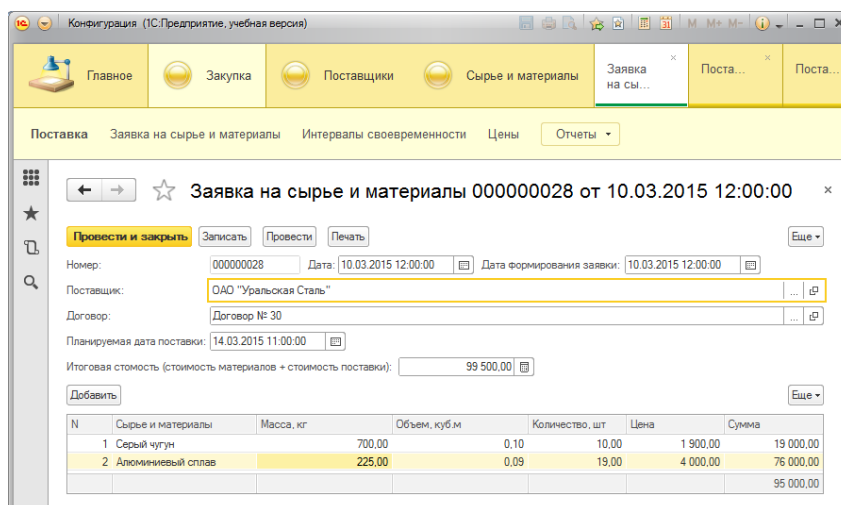 Конфигурация (1С:Предприятие, учебная версия) M M+ M-
Главное Закупка Поставщики Сырье и материалы Заявка на сы... Поста... Поста...
Поставка Заявка на сырье и материалы Интервалы своевременности Цены Отчеты
Заявка на сырье и материалы 000000028 от 10.03.2015 12:00:00
Провести и закрыть Записать Провести Печать Еще
Номер: 000000028 Дата: 10.03.2015 12:00:00 Дата формирования заявки: 10.03.2015 12:00:00
Поставщик: ОАО "Уральская Сталь" ...
Договор: Договор № 30 ...
Планируемая дата поставки: 14.03.2015 11:00:00
Итоговая стомость (стоимость материалов + стоимость поставки): 99 500,00
Добавить Еще
N Сырье и материалы Масса, кг Объем, куб.м Количество, шт Цена Сумма
1 Серый чугун 700,00 0,10 10,00 1 900,00 19 000,00
2 Алюминиевый сплав 225,00 0,09 19,00 4 000,00 76 000,00
95 000,00